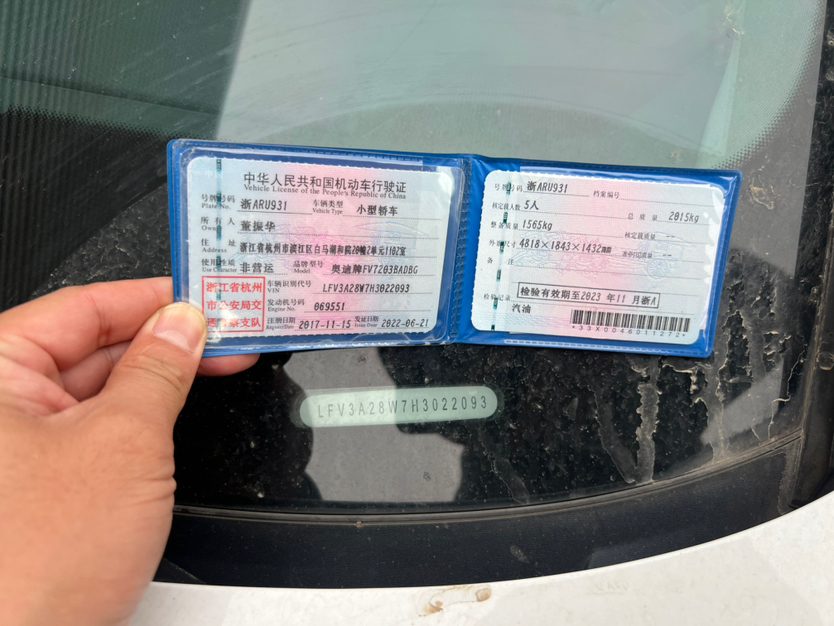 中华人民共和国机动车行驶证
Vehicle License of the People's Republic of China
号牌号码 Plate No. 浙ARU931 车辆类型 Vehicle Type 小型轿车
所有人 Owner 董振华
住址 Address 浙江省杭州市滨江区白马湖和院20幢2单元1102室
使用性质 Use Character 非营运 品牌型号 Model 奥迪牌FV7203BADBG
浙江省杭州
市公安局交
通警察支队
车辆识别代号 VIN LFV3A28W7H3022093
发动机号码 Engine No. 069551
注册日期 Register Date 2017-11-15 发证日期 Issue Date 2022-06-21
号牌号码 浙ARU931 档案编号
核定载人数 5人 总质量 2015kg
整备质量 1565kg 核定载质量 --
外廓尺寸 4818×1843×1432mm 准牵引总质量 --
备注
检验记录 检验有效期至2023年11月浙A
汽油
*33X0046011272*
LFV3A28W7H3022093